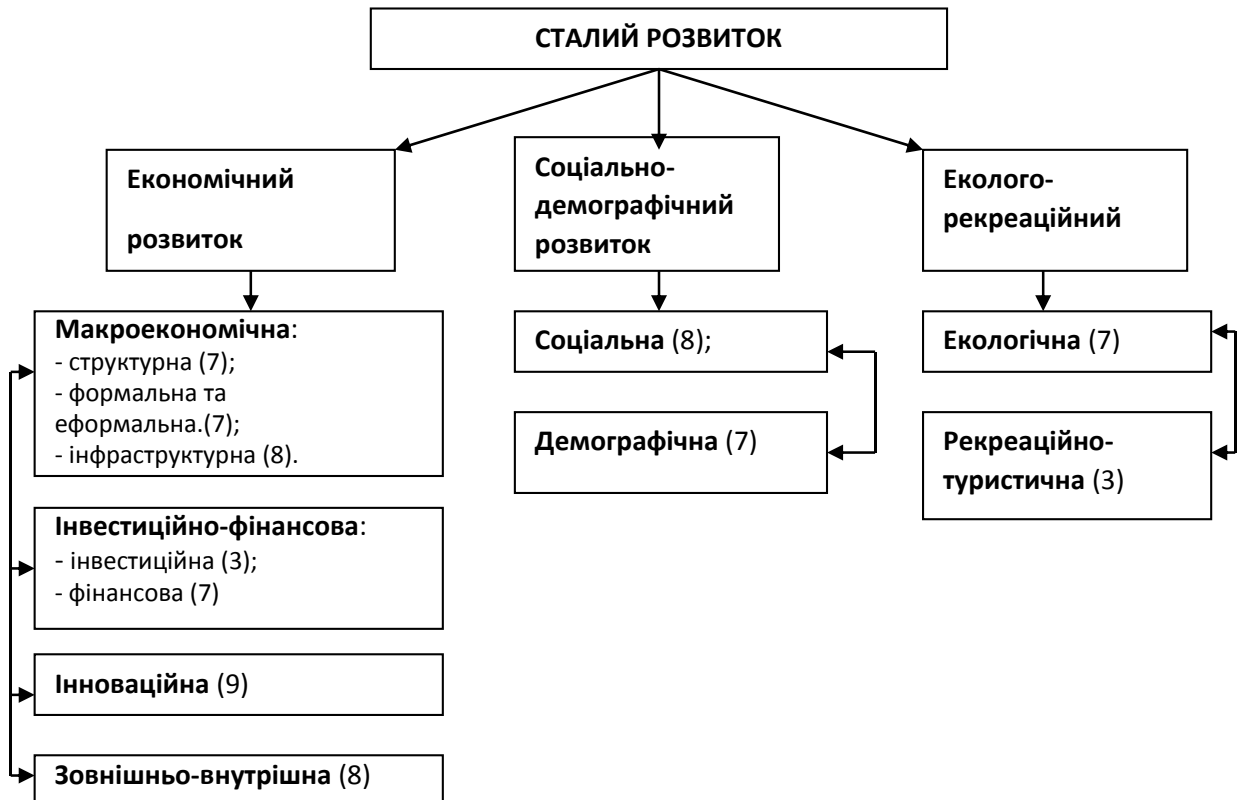 СТАЛИЙ РОЗВИТОК
Економічний
розвиток
Соціально-
демографічний
розвиток
Еколого-
рекреаційний
Макроекономічна:
- структурна (7);
- формальна та
еформальна.(7);
- інфраструктурна (8).
Інвестиційно-фінансова:
- інвестиційна (3);
- фінансова (7)
Інноваційна (9)
Зовнішньо-внутрішна (8)
Соціальна (8);
Демографічна (7)
Екологічна (7)
Рекреаційно-
туристична (3)